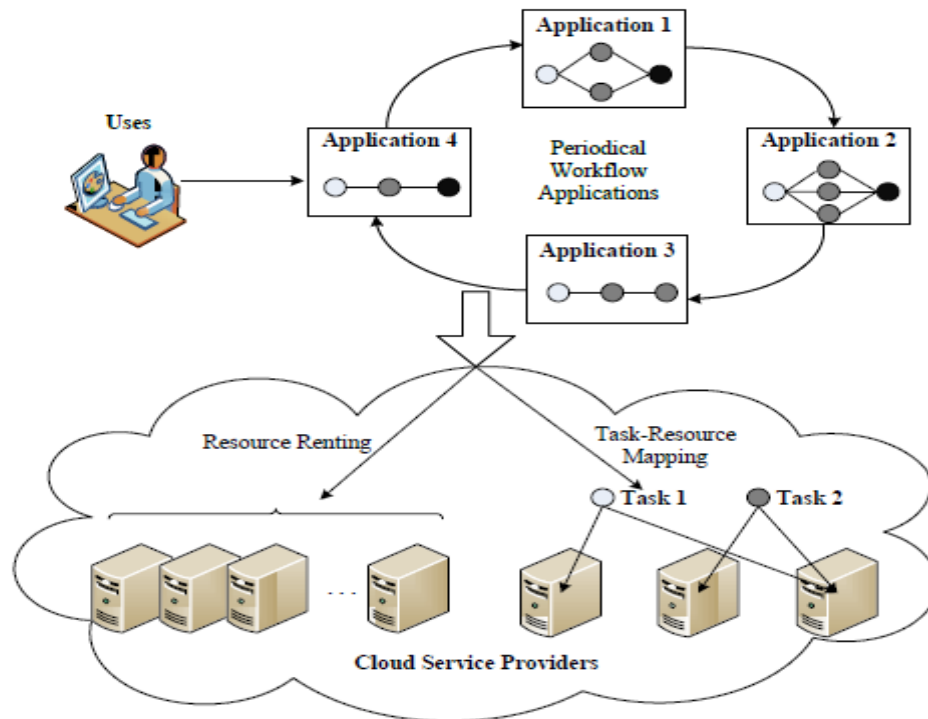 Application 1
Uses
Application 4
Periodical
Workflow
Applications
Application 2
Application 3
Resource Renting
Task-Resource
Mapping
Task 1
Task 2
. . .
Cloud Service Providers